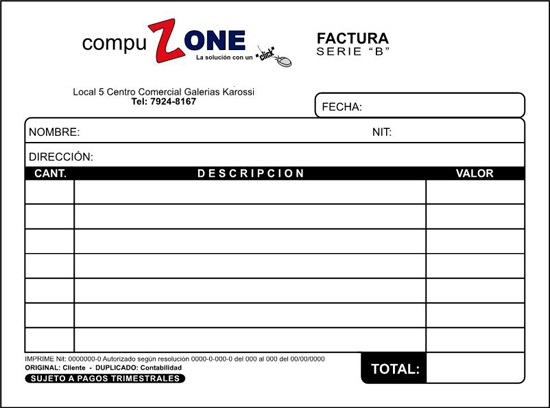 compu ZONE
La solución con un click
FACTURA
SERIE "B"
Local 5 Centro Comercial Galerias Karossi
Tel: 7924-8167
FECHA:
NOMBRE: NIT:
DIRECCIÓN:
CANT. DESCRIPCION VALOR
IMPRIME Nit: 0000000-0 Autorizado según resolución 0000-0-000-0 del 000 al 000 del 00/00/0000
ORIGINAL: Cliente - DUPLICADO: Contabilidad
SUJETO A PAGOS TRIMESTRALES
TOTAL: